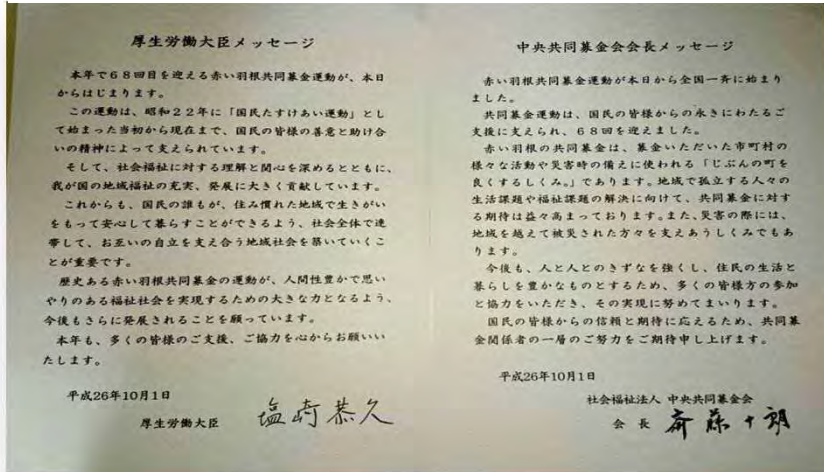 厚生労働大臣メッセージ
本年で68回目を迎える赤い羽根共同募金運動が、本日
からはじまります。
この運動は、昭和22年に「国民たすけあい運動」とし
て始まった当初から現在まで、国民の皆様の善意と助け合
いの精神によって支えられています。
そして、社会福祉に対する理解と関心を深めるとともに、
我が国の地域福祉の充実、発展に大きく貢献しています。
これからも、国民の誰もが、住み慣れた地域で生きがい
をもって安心して暮らすことができるよう、社会全体で連
帯して、お互いの自立を支え合う地域社会を築いていくこ
とが重要です。
歴史ある赤い羽根共同募金の運動が、人間性豊かで思い
やりのある福祉社会を実現するための大きな力となるよう、
今後もさらに発展されることを願っています。
本年も、多くの皆様のご支援、ご協力を心からお願いい
たします。
平成26年10月1日
厚生労働大臣 塩崎恭久
中央共同募金会会長メッセージ
赤い羽根共同募金運動が本日から全国一斉に始まり
ました。
共同募金運動は、国民の皆様からの永きにわたるご
支援に支えられ、68回を迎えました。
赤い羽根の共同募金は、募金いただいた市町村の
様々な活動や災害時の備えに使われる「じぶんの町を
良くするしくみ。」であります。地域で孤立する人々の
生活課題や福祉課題の解決に向けて、共同募金に対す
る期待は益々高まっております。また、災害の際には、
地域を越えて被災された方々を支えあうしくみでもあ
ります。
今後も、人と人とのきずなを強くし、住民の生活と
暮らしを豊かなものとするため、多くの皆様方の参加
と協力をいただき、その実現に努めてまいります。
国民の皆様からの信頼と期待に応えるため、共同募
金関係者の一層のご努力をご期待申し上げます。
平成26年10月1日
社会福祉法人 中央共同募金会
会長 斎藤十朗